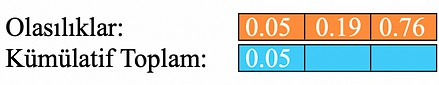 Olasılıklar: 0.05 0.19 0.76
Kümülatif Toplam: 0.05